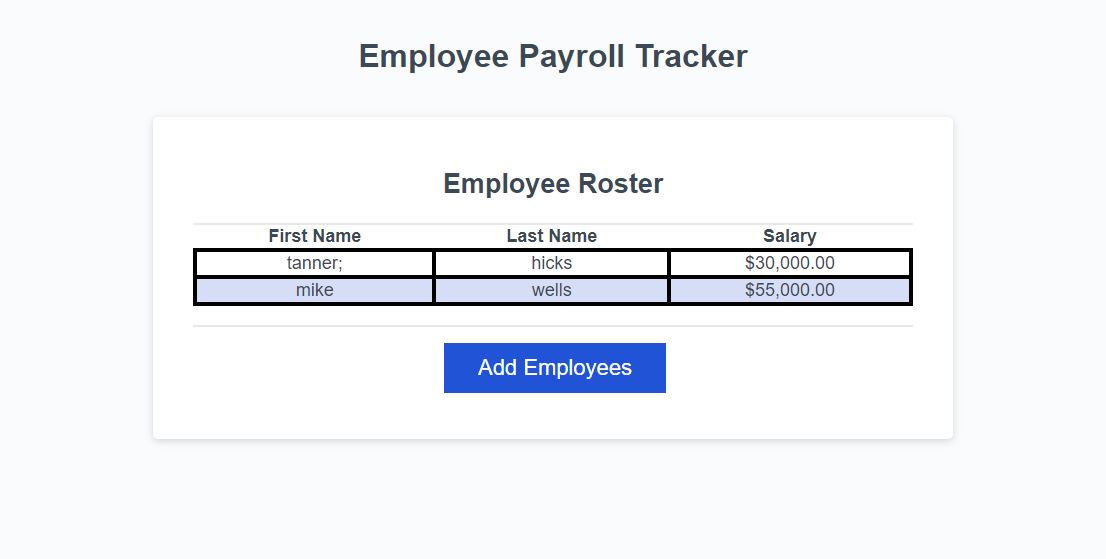 Employee Payroll Tracker
Employee Roster
First Name Last Name Salary
tanner; hicks $30,000.00
mike wells $55,000.00
Add Employees